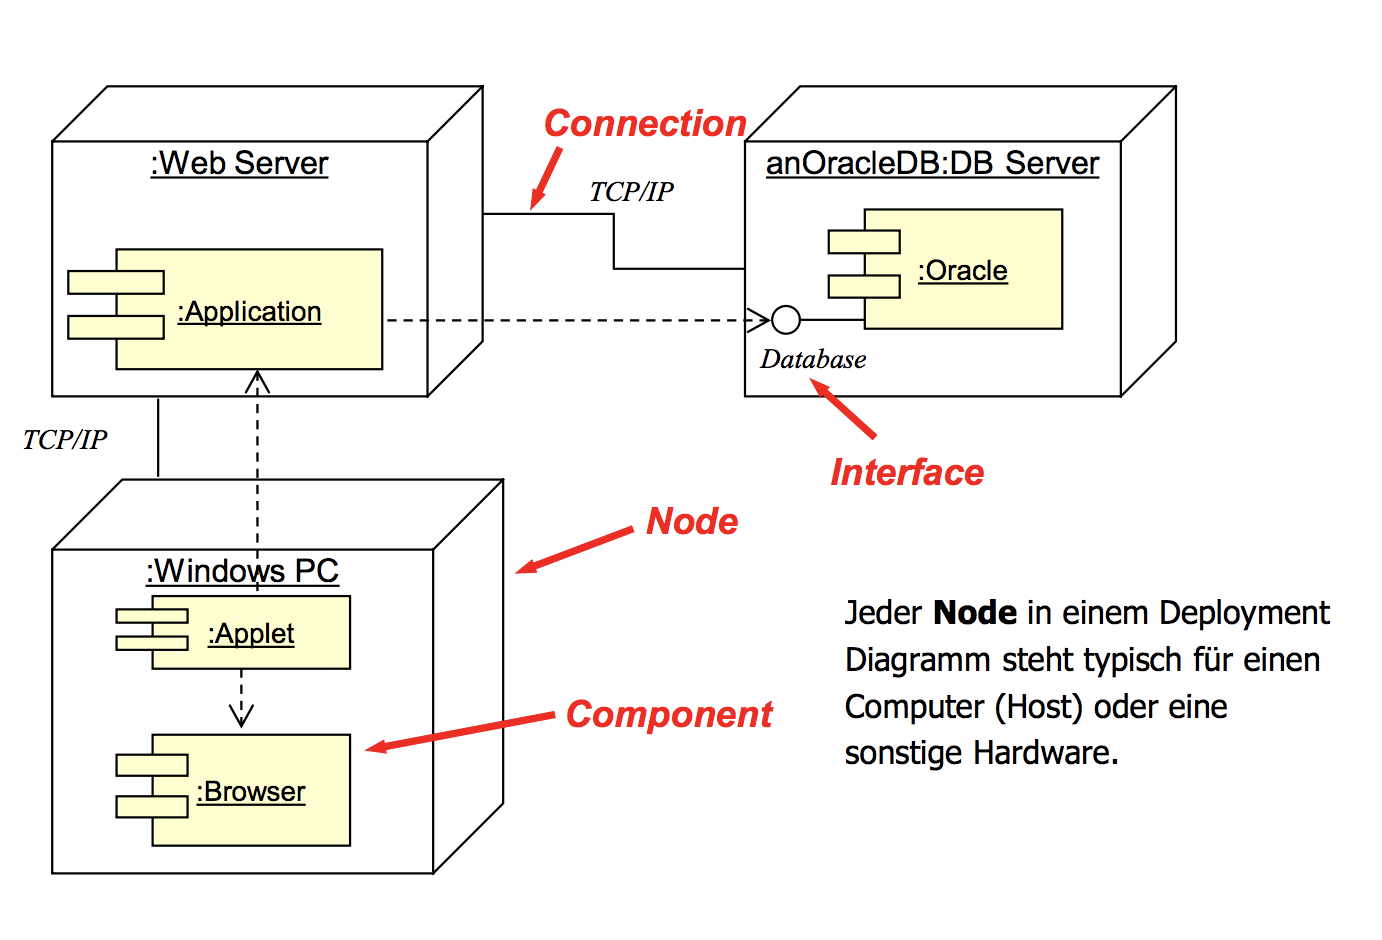 Connection
:Web Server
TCP/IP
anOracleDB:DB Server
:Oracle
:Application
Database
TCP/IP
Interface
Node
:Windows PC
:Applet
Component
:Browser
Jeder Node in einem Deployment
Diagramm steht typisch für einen
Computer (Host) oder eine
sonstige Hardware.